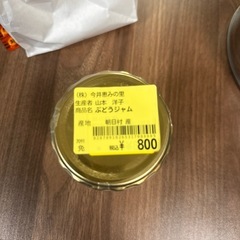 (株) 今井恵みの里
生産者 山本 洋子
商品名 ぶどうジャム
産地 朝日村 産
税込¥ 800